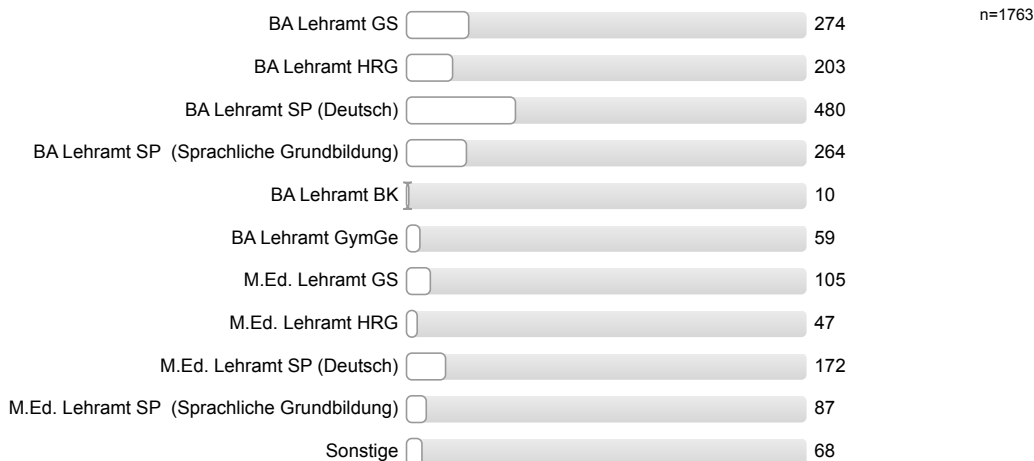 n=1763
BA Lehramt GS 274
BA Lehramt HRG 203
BA Lehramt SP (Deutsch) 480
BA Lehramt SP (Sprachliche Grundbildung) 264
BA Lehramt BK 10
BA Lehramt GymGe 59
M.Ed. Lehramt GS 105
M.Ed. Lehramt HRG 47
M.Ed. Lehramt SP (Deutsch) 172
M.Ed. Lehramt SP (Sprachliche Grundbildung) 87
Sonstige 68